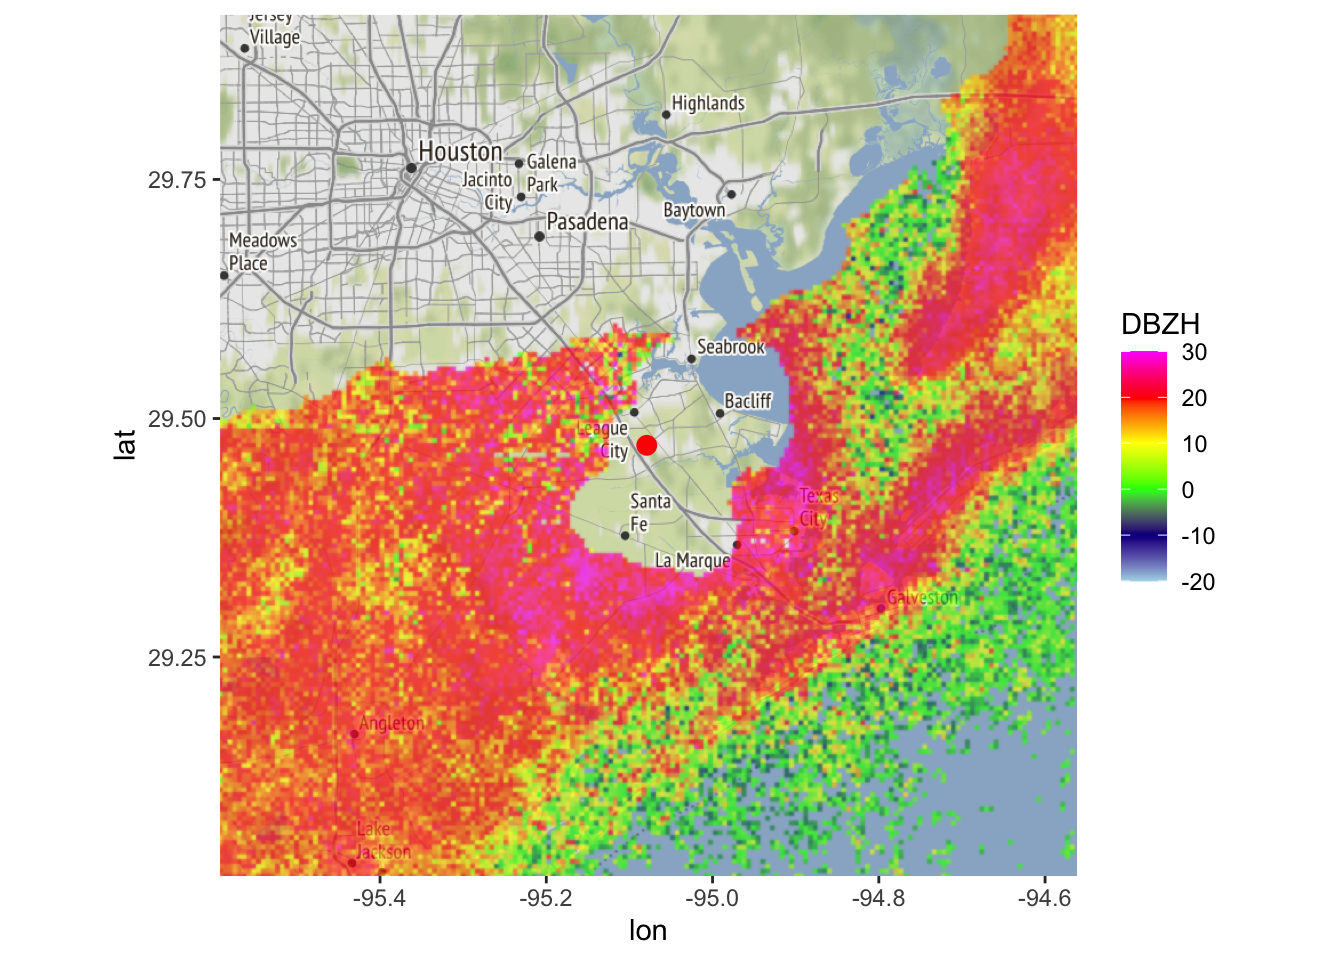 Jersey
Village
Highlands
Houston
Galena
Park
Jacinto
City
Baytown
Pasadena
Meadows
Place
29.75
Seabrook
Bacliff
29.50
League
City
Santa
Fe
Texas
City
La Marque
Galveston
29.25
Angleton
Lake
Jackson
-95.4
-95.2
-95.0
-94.8
-94.6
lon
lat
DBZH
30
20
10
0
-10
-20